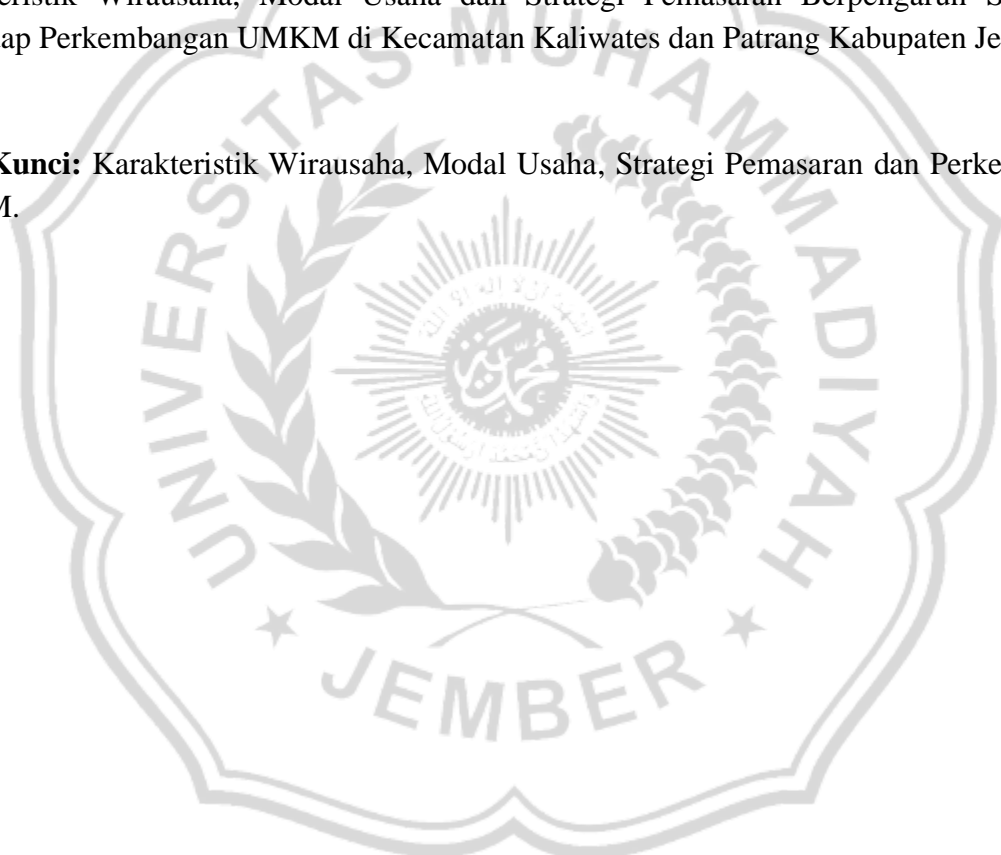 eristik Wirausaha, Modal Usaha dan Strategi Pemasaran Berpengaruh S
ap Perkembangan UMKM di Kecamatan Kaliwates dan Patrang Kabupaten Je
Kunci: Karakteristik Wirausaha, Modal Usaha, Strategi Pemasaran dan Perke
M.
UNIVERSITAS MUHAMMADIYAH
JEMBER